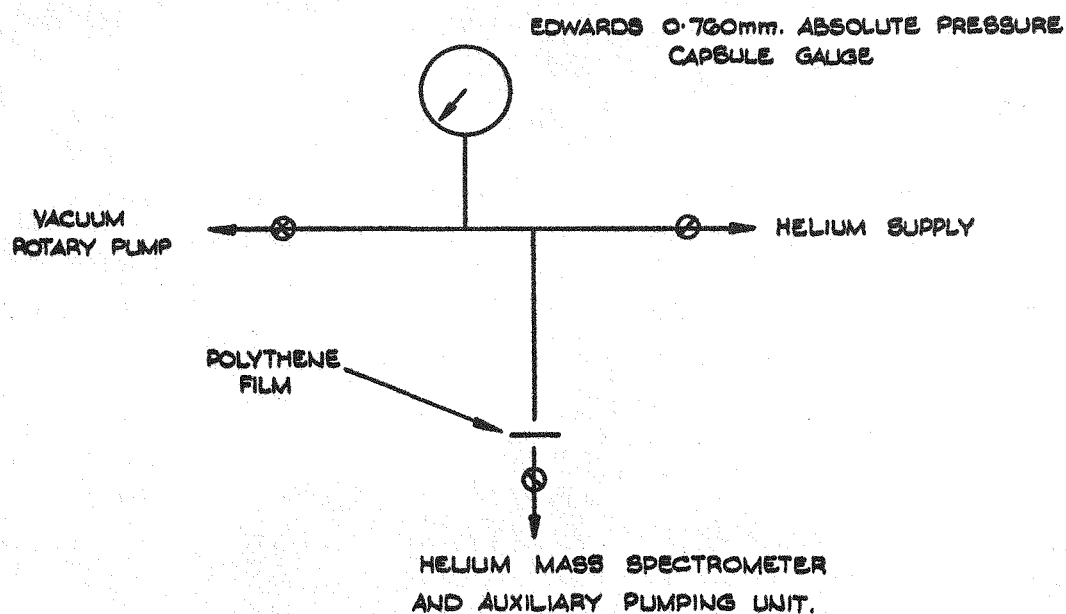 EDWARDS 0·760mm. ABSOLUTE PRESSURE
CAPSULE GAUGE
VACUUM
ROTARY PUMP
HELIUM SUPPLY
POLYTHENE
FILM
HELIUM MASS SPECTROMETER
AND AUXILIARY PUMPING UNIT.